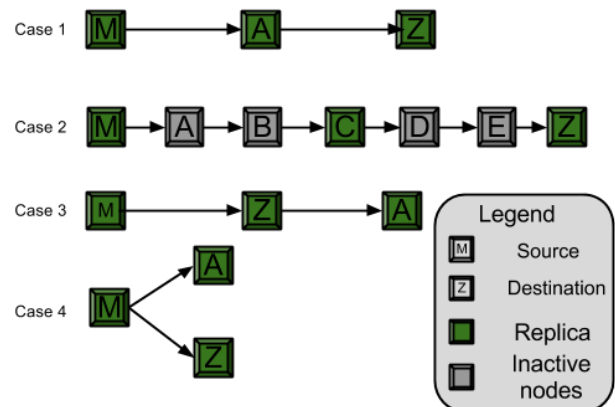 Case 1 M A Z
Case 2 M A B C D E Z
Case 3 M Z A
A
Case 4 M
Z
Legend
M Source
Z Destination
Replica
Inactive
nodes